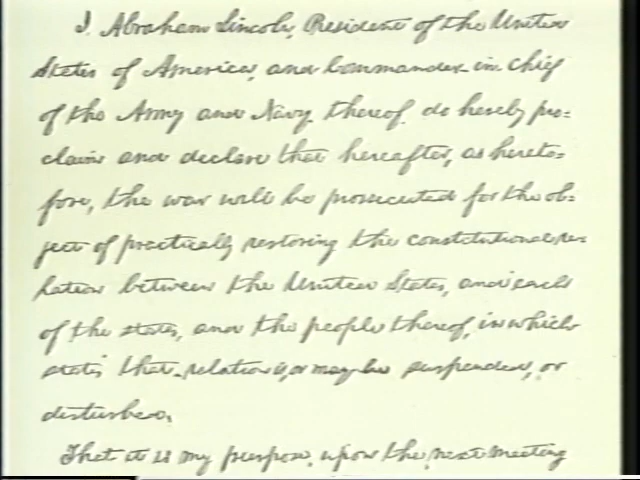 I, Abraham Lincoln, President of the United
States of America, and Commander-in-Chief
of the Army and Navy thereof, do hereby pro=
claim and declare that hereafter, as hereto=
fore, the war will be prosecuted for the ob=
ject of practically restoring the constitutional re=
lation between the United States, and each
of the states, and the people thereof, in which
states that relation is, or may be suspended, or
disturbed.
That it is my purpose, upon the next meeting